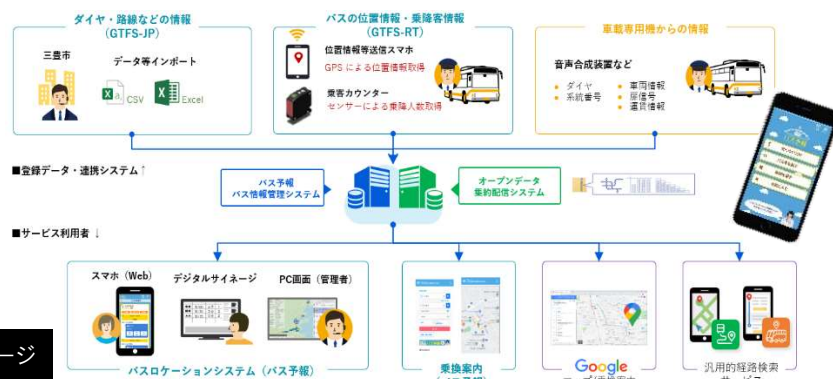 ダイヤ・路線などの情報
(GTFS-JP)
三豊市
データ等インポート
CSV
Excel
バスの位置情報・乗降客情報
(GTFS-RT)
位置情報等送信スマホ
GPSによる位置情報取得
乗客カウンター
センサーによる乗降人数取得
車載専用機からの情報
音声合成装置など
ダイヤ
系統番号
車両情報
扉信号
運賃情報
■登録データ・連携システム↑
バス予報
バス情報管理システム
オープンデータ
集約配信システム
バス予報
■サービス利用者 ↓
スマホ（Web）
デジタルサイネージ
PC画面（管理者）
バスロケーションシステム（バス予報）
乗換案内
Google
汎用的経路検索
ージ